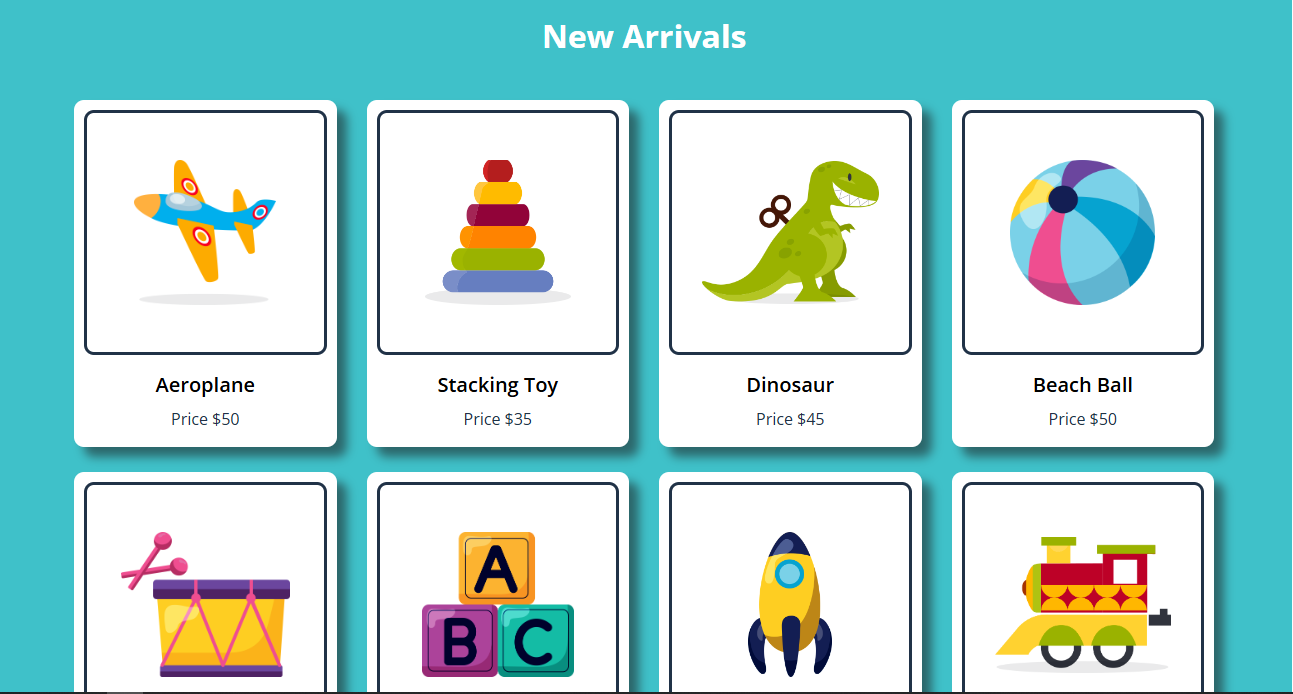 New Arrivals
Aeroplane
Price $50
Stacking Toy
Price $35
Dinosaur
Price $45
Beach Ball
Price $50
A
B C